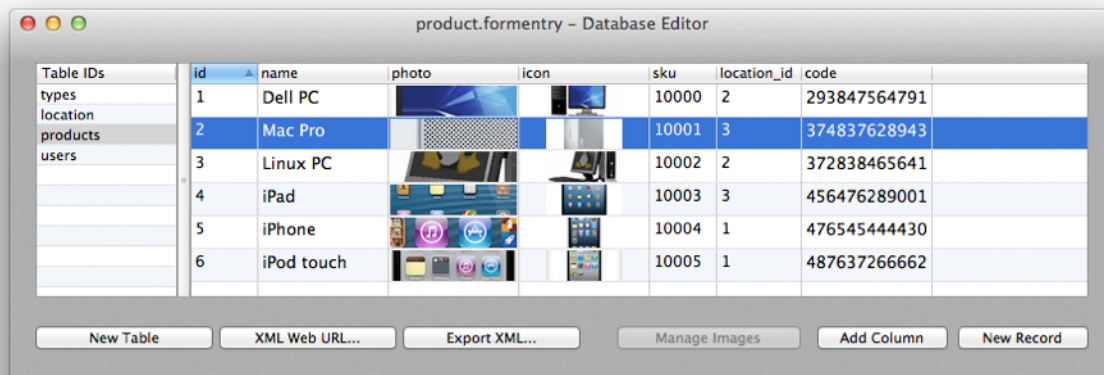 product.formentry – Database Editor
Table IDs
types
location
products
users
id name photo icon sku location_id code
1 Dell PC 10000 2 293847564791
2 Mac Pro 10001 3 374837628943
3 Linux PC 10002 2 372838465641
4 iPad 10003 3 456476289001
5 iPhone 10004 1 476545444430
6 iPod touch 10005 1 487637266662
New Table XML Web URL... Export XML... Manage Images Add Column New Record